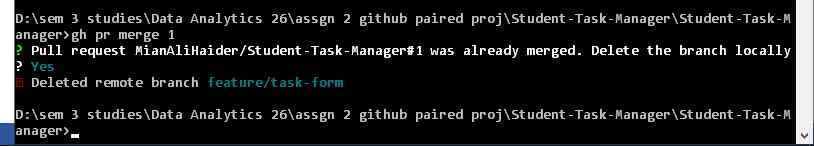 D:\sem 3 studies\Data Analytics 26\assgn 2 github paired proj\Student-Task-Manager\Student-Task-M
anager>gh pr merge 1
? Pull request MianAliHaider/Student-Task-Manager#1 was already merged. Delete the branch locally
? Yes
Deleted remote branch feature/task-form
D:\sem 3 studies\Data Analytics 26\assgn 2 github paired proj\Student-Task-Manager\Student-Task-M
anager>